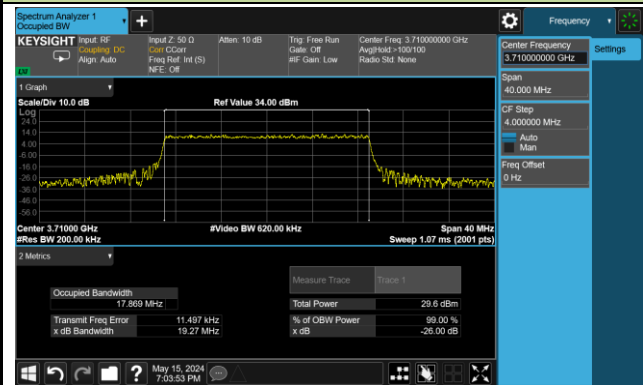 Spectrum Analyzer 1
Occupied BW
Frequency
KEYSIGHT Input: RF
Coupling: DC
Align: Auto
Input Z: 50 Ω
Corr CCorr
Freq Ref: Int (S)
NFE: Off
Atten: 10 dB
Trig: Free Run
Gate: Off
#IF Gain: Low
Center Freq: 3.710000000 GHz
Avg|Hold:>100/100
Radio Std: None
LXI
Center Frequency
3.710000000 GHz
Settings
Span
40.000 MHz
CF Step
4.000000 MHz
Auto
Man
Freq Offset
0 Hz
1 Graph
Scale/Div 10.0 dB
Ref Value 34.00 dBm
Log
24.0
14.0
4.00
-6.00
-16.0
-26.0
-36.0
-46.0
-56.0
Center 3.71000 GHz
#Video BW 620.00 kHz
Span 40 MHz
#Res BW 200.00 kHz
Sweep 1.07 ms (2001 pts)
2 Metrics
Measure Trace
Trace 1
Occupied Bandwidth
17.869 MHz
Total Power
29.6 dBm
Transmit Freq Error
11.497 kHz
% of OBW Power
99.00 %
x dB Bandwidth
19.27 MHz
x dB
-26.00 dB
May 15, 2024
7:03:53 PM